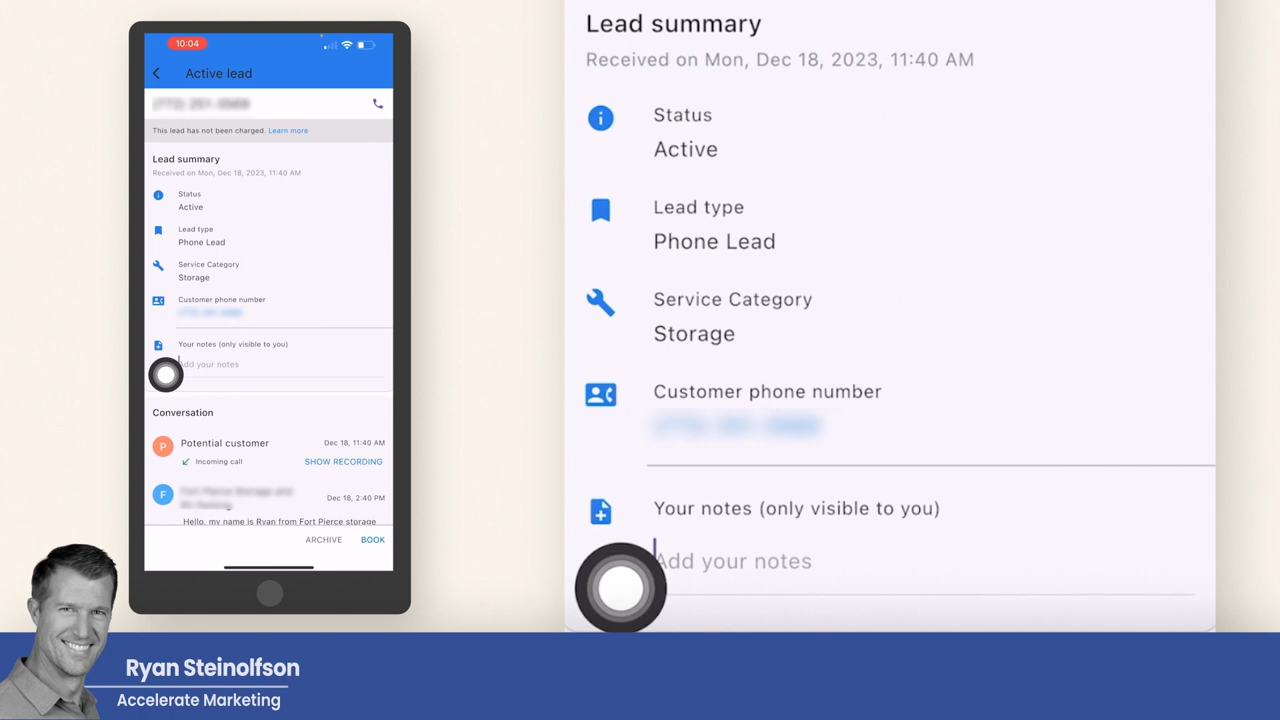 10:04
Active lead
This lead has not been charged. Learn more
Lead summary
Received on Mon, Dec 18, 2023, 11:40 AM
Status
Active
Lead type
Phone Lead
Service Category
Storage
Customer phone number
Your notes (only visible to you)
Add your notes
Conversation
P
Potential customer
Dec 18, 11:40 AM
Incoming call
SHOW RECORDING
F
Dec 18, 2:40 PM
Hello, my name is Ryan from Fort Pierce storage
ARCHIVE
BOOK
Lead summary
Received on Mon, Dec 18, 2023, 11:40 AM
Status
Active
Lead type
Phone Lead
Service Category
Storage
Customer phone number
Your notes (only visible to you)
Add your notes
Ryan Steinolfson
Accelerate Marketing